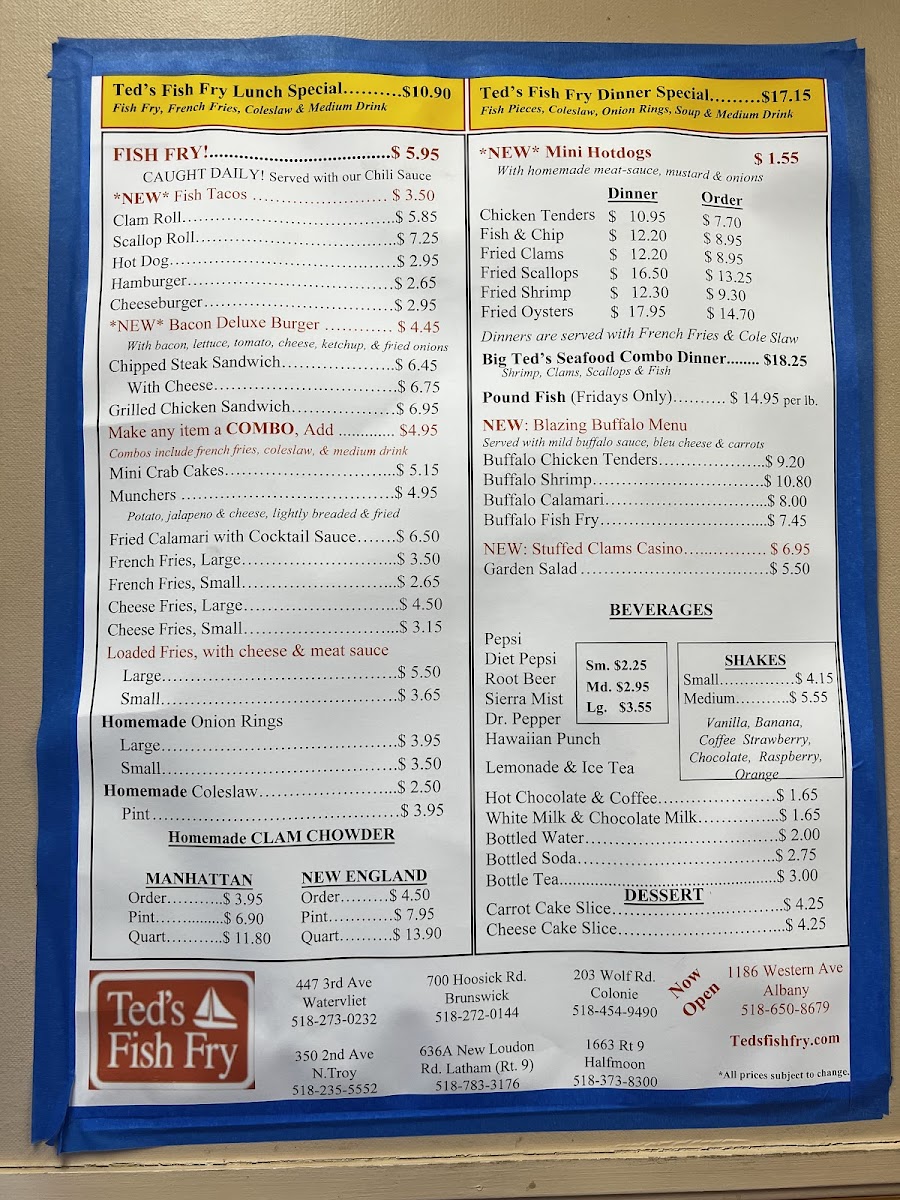 Ted's Fish Fry Lunch Special..........$10.90
Fish Fry, French Fries, Coleslaw & Medium Drink
FISH FRY!.......................................$ 5.95
CAUGHT DAILY! Served with our Chili Sauce
*NEW* Fish Tacos ........................... $ 3.50
Clam Roll...........................................$ 5.85
Scallop Roll........................................$ 7.25
Hot Dog.............................................$ 2.95
Hamburger.........................................$ 2.65
Cheeseburger......................................$ 2.95
*NEW* Bacon Deluxe Burger ............ $ 4.45
With bacon, lettuce, tomato, cheese, ketchup, & fried onions
Chipped Steak Sandwich.......................$ 6.45
With Cheese....................................$ 6.75
Grilled Chicken Sandwich.....................$ 6.95
Make any item a COMBO, Add ............. $4.95
Combos include french fries, coleslaw, & medium drink
Mini Crab Cakes..................................$ 5.15
Munchers ..........................................$ 4.95
Potato, jalapeno & cheese, lightly breaded & fried
Fried Calamari with Cocktail Sauce.......$ 6.50
French Fries, Large..............................$ 3.50
French Fries, Small..............................$ 2.65
Cheese Fries, Large..............................$ 4.50
Cheese Fries, Small..............................$ 3.15
Loaded Fries, with cheese & meat sauce
Large..............................................$ 5.50
Small..............................................$ 3.65
Homemade Onion Rings
Large..............................................$ 3.95
Small..............................................$ 3.50
Homemade Coleslaw...........................$ 2.50
Pint.................................................$ 3.95
Homemade CLAM CHOWDER
MANHATTAN
Order...........$ 3.95
Pint.............$ 6.90
Quart..........$ 11.80
NEW ENGLAND
Order.........$ 4.50
Pint............$ 7.95
Quart..........$ 13.90
Ted's Fish Fry Dinner Special.........$17.15
Fish Pieces, Coleslaw, Onion Rings, Soup & Medium Drink
*NEW* Mini Hotdogs $ 1.55
With homemade meat-sauce, mustard & onions
Dinner Order
Chicken Tenders $ 10.95 $ 7.70
Fish & Chip $ 12.20 $ 8.95
Fried Clams $ 12.20 $ 8.95
Fried Scallops $ 16.50 $ 13.25
Fried Shrimp $ 12.30 $ 9.30
Fried Oysters $ 17.95 $ 14.70
Dinners are served with French Fries & Cole Slaw
Big Ted's Seafood Combo Dinner........ $18.25
Shrimp, Clams, Scallops & Fish
Pound Fish (Fridays Only).......... $ 14.95 per lb.
NEW: Blazing Buffalo Menu
Served with mild buffalo sauce, bleu cheese & carrots
Buffalo Chicken Tenders.....................$ 9.20
Buffalo Shrimp.................................$ 10.80
Buffalo Calamari................................$ 8.00
Buffalo Fish Fry.................................$ 7.45
NEW: Stuffed Clams Casino................ $ 6.95
Garden Salad ....................................$ 5.50
BEVERAGES
Pepsi
Diet Pepsi
Root Beer
Sierra Mist
Dr. Pepper
Hawaiian Punch
Lemonade & Ice Tea
Sm. $2.25
Md. $2.95
Lg. $3.55
SHAKES
Small...............$ 4.15
Medium...........$ 5.55
Vanilla, Banana,
Coffee Strawberry,
Chocolate, Raspberry,
Orange
Hot Chocolate & Coffee.......................$ 1.65
White Milk & Chocolate Milk...............$ 1.65
Bottled Water.....................................$ 2.00
Bottled Soda......................................$ 2.75
Bottle Tea..................................................$ 3.00
DESSERT
Carrot Cake Slice.................................$ 4.25
Cheese Cake Slice................................$ 4.25
Ted's
Fish Fry
447 3rd Ave
Watervliet
518-273-0232
700 Hoosick Rd.
Brunswick
518-272-0144
203 Wolf Rd.
Colonie
518-454-9490
Now
Open
1186 Western Ave
Albany
518-650-8679
350 2nd Ave
N.Troy
518-235-5552
636A New Loudon
Rd. Latham (Rt. 9)
518-783-3176
1663 Rt 9
Halfmoon
518-373-8300
Tedsfishfry.com
*All prices subject to change.